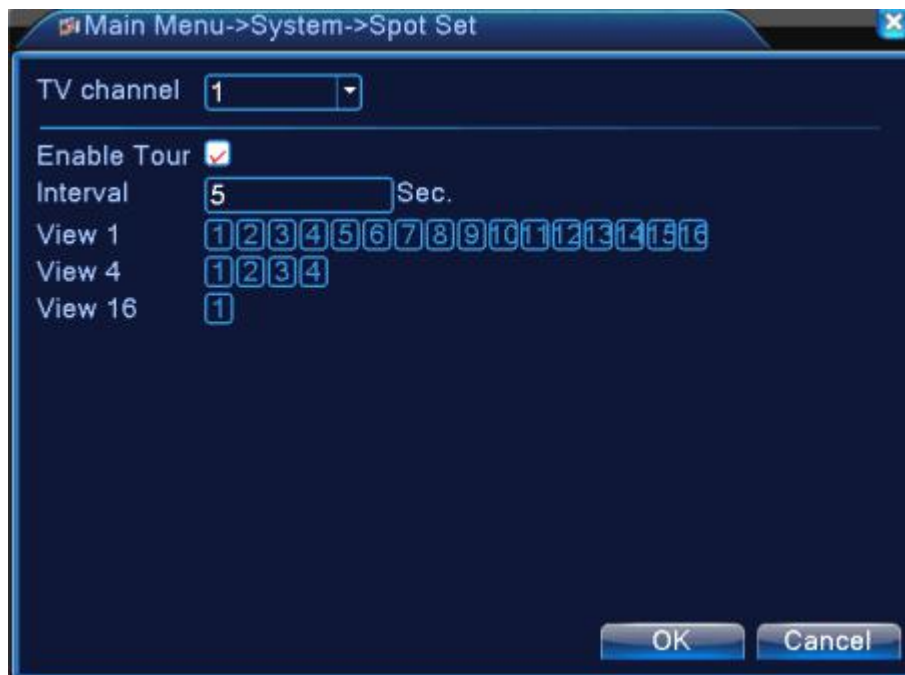 Main Menu->System->Spot Set
TV channel 1
Enable Tour
Interval 5 Sec.
View 1 1 2 3 4 5 6 7 8 9 10 11 12 13 14 15 16
View 4 1 2 3 4
View 16 1
OK Cancel